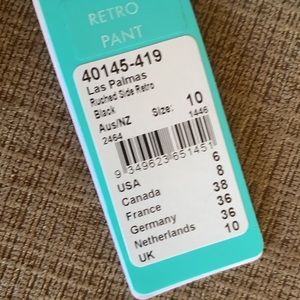 RETRO
PANT
40145-419
Las Palmas
Ruched Side Retro
Black
Aus/NZ Size: 10
2464 1446
9 349623 651451
USA 6
Canada 8
France 38
Germany 36
Netherlands 36
UK 10